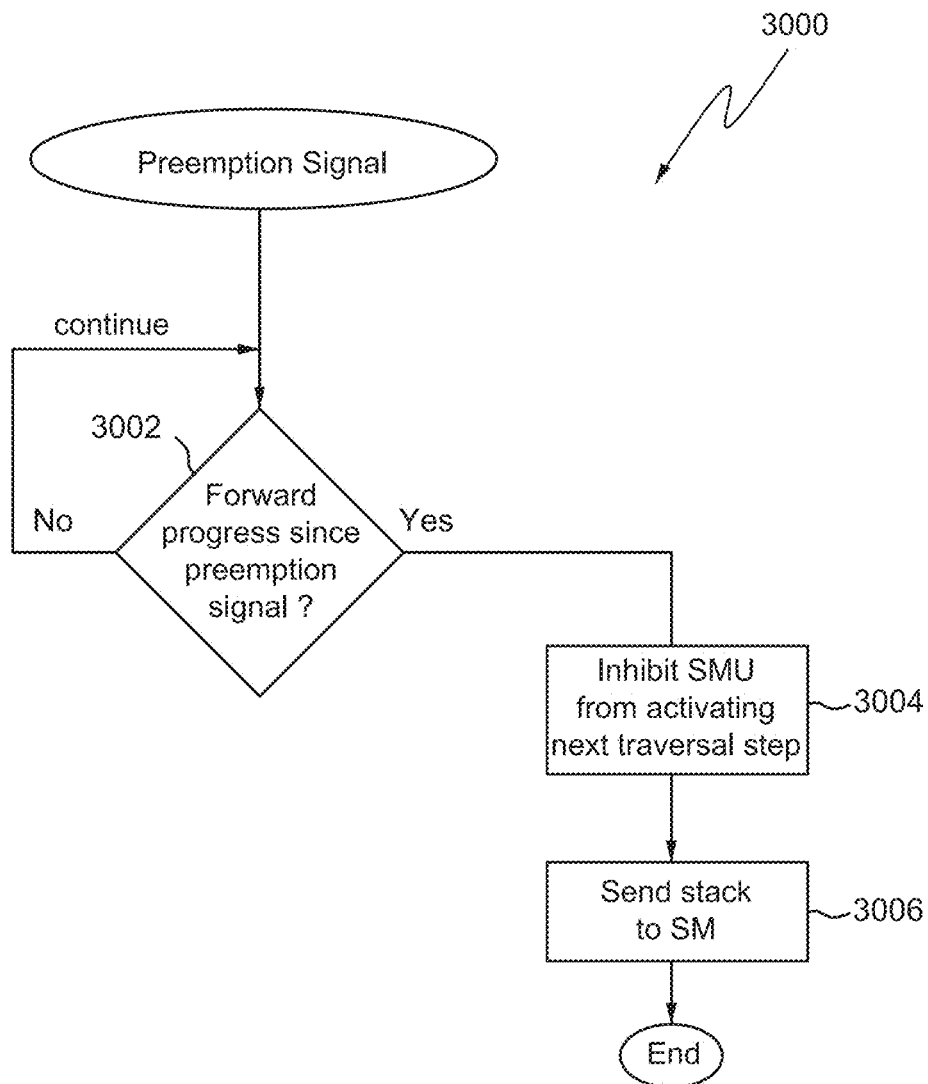 3000
Preemption Signal
continue
3002
Forward
progress since
preemption
signal ?
No
Yes
Inhibit SMU
from activating
next traversal step
3004
Send stack
to SM
3006
End